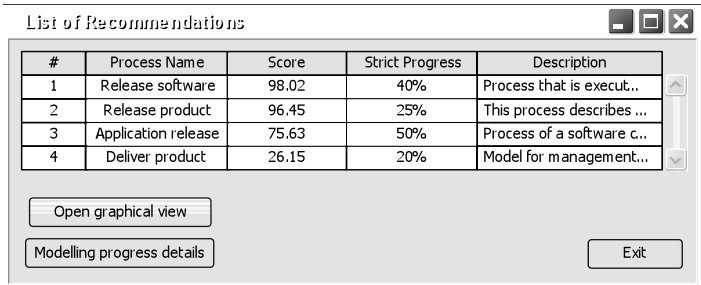 List of Recommendations
# Process Name Score Strict Progress Description
1 Release software 98.02 40% Process that is execut...
2 Release product 96.45 25% This process describes ...
3 Application release 75.63 50% Process of a software c...
4 Deliver product 26.15 20% Model for management...
Open graphical view
Modelling progress details Exit